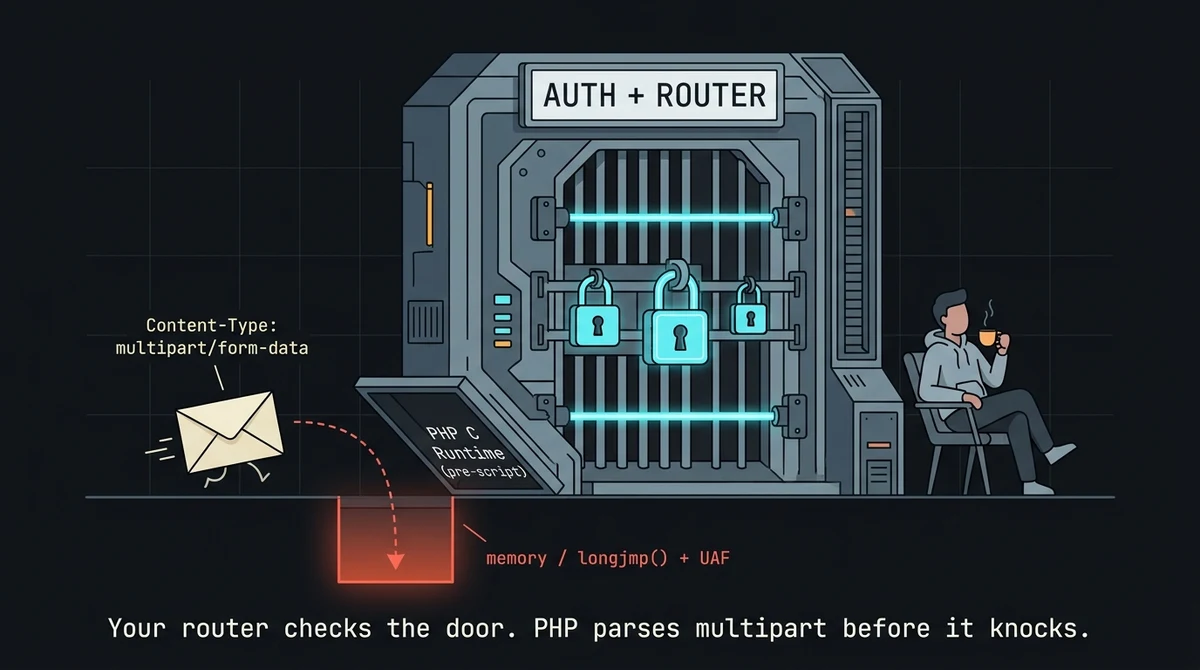 AUTH + ROUTER
Content-Type:
multipart/form-data
PHP C
Runtime
(pre-script)
memory / longjmp() + UAF
Your router checks the door. PHP parses multipart before it knocks.